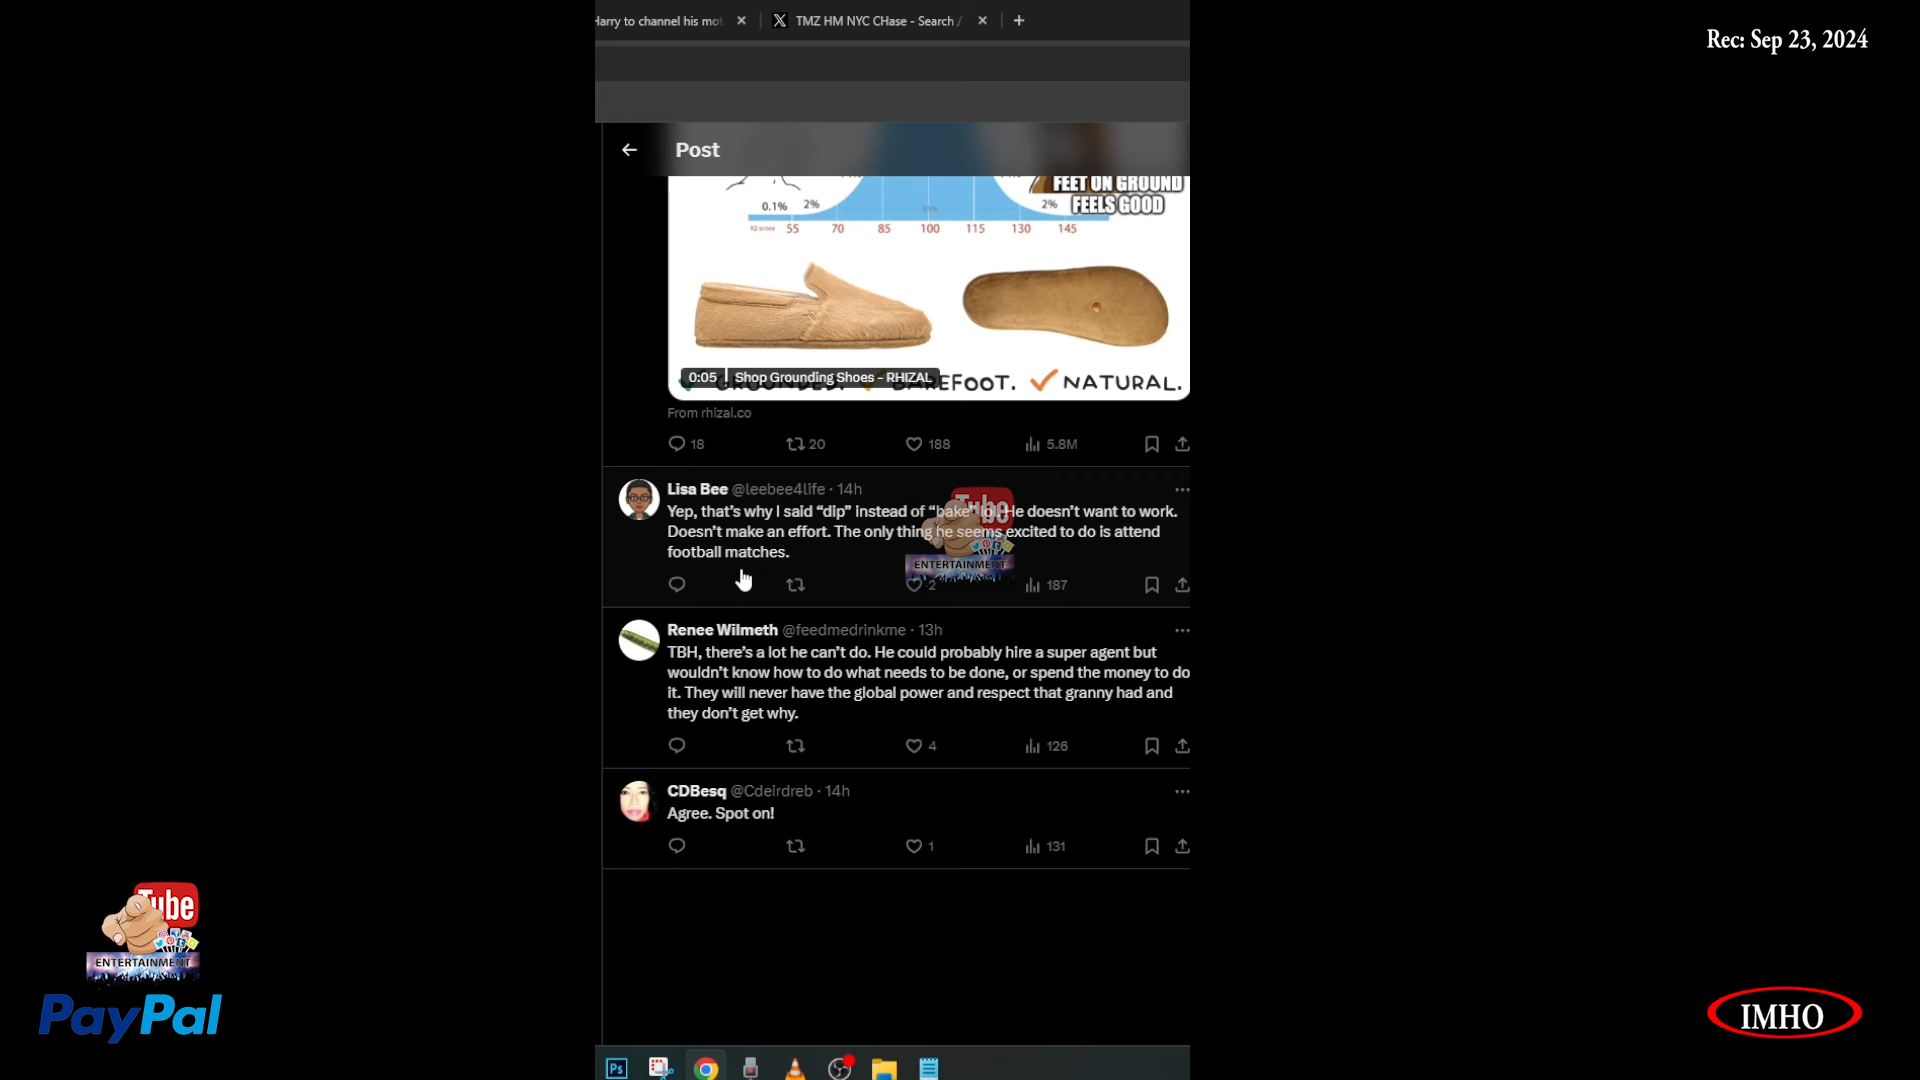 Harry to channel his mot
TMZ HM NYC CHase - Search /
Rec: Sep 23, 2024
Post
FEET ON GROUND
FEELS GOOD
0.1% 2%
2%
IQ score 55 70 85 100 115 130 145
0:05 Shop Grounding Shoes - RHIZAL
BAREFOOT. NATURAL.
From rhizal.co
18 20 188 5.8M
Lisa Bee @leebee4life · 14h
Yep, that's why I said "dip" instead of "bake" lol. He doesn't want to work.
Doesn't make an effort. The only thing he seems excited to do is attend
football matches.
2 187
Tube
ENTERTAINMENT
Renee Wilmeth @feedmedrinkme · 13h
TBH, there's a lot he can't do. He could probably hire a super agent but
wouldn't know how to do what needs to be done, or spend the money to do
it. They will never have the global power and respect that granny had and
they don't get why.
4 126
CDBesq @Cdeirdreb · 14h
Agree. Spot on!
1 131
Tube
ENTERTAINMENT
PayPal
IMHO
Ps